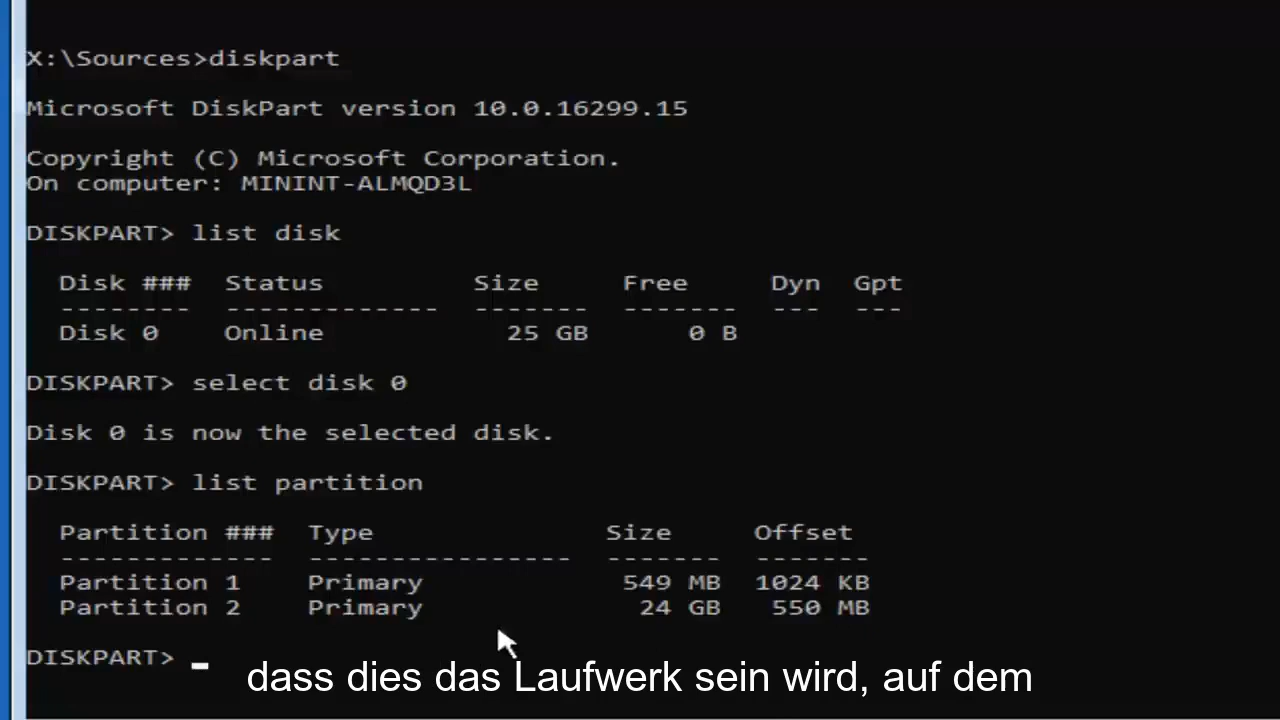 X:\Sources>diskpart
Microsoft DiskPart version 10.0.16299.15
Copyright (C) Microsoft Corporation.
On computer: MININT-ALMQD3L
DISKPART> list disk
Disk ###  Status         Size     Free     Dyn  Gpt
--------  -------------  -------  -------  ---  ---
Disk 0    Online           25 GB      0 B
DISKPART> select disk 0
Disk 0 is now the selected disk.
DISKPART> list partition
Partition ###  Type              Size     Offset
-------------  ----------------  -------  -------
Partition 1    Primary            549 MB  1024 KB
Partition 2    Primary             24 GB   550 MB
DISKPART> _
dass dies das Laufwerk sein wird, auf dem